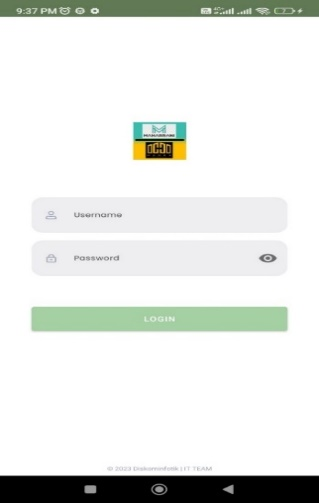 9:37 PM
Username
Password
LOGIN
© 2023 Diskominfotik | IT TEAM